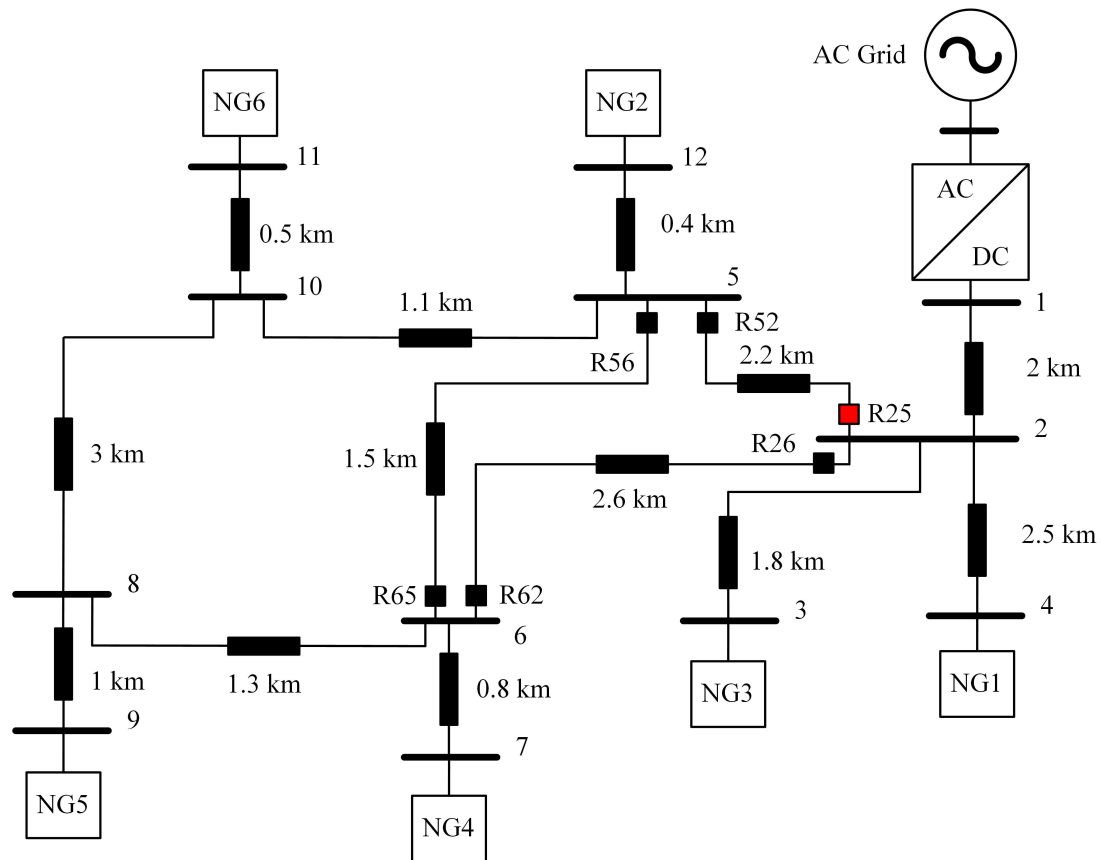 AC Grid
NG6
NG2
11
12
AC
DC
0.5 km
0.4 km
10
5
1
1.1 km
R52
R56
2.2 km
2 km
R25
2
R26
3 km
1.5 km
2.6 km
2.5 km
1.8 km
8
R65
R62
3
4
6
1 km
1.3 km
0.8 km
NG3
NG1
9
7
NG5
NG4